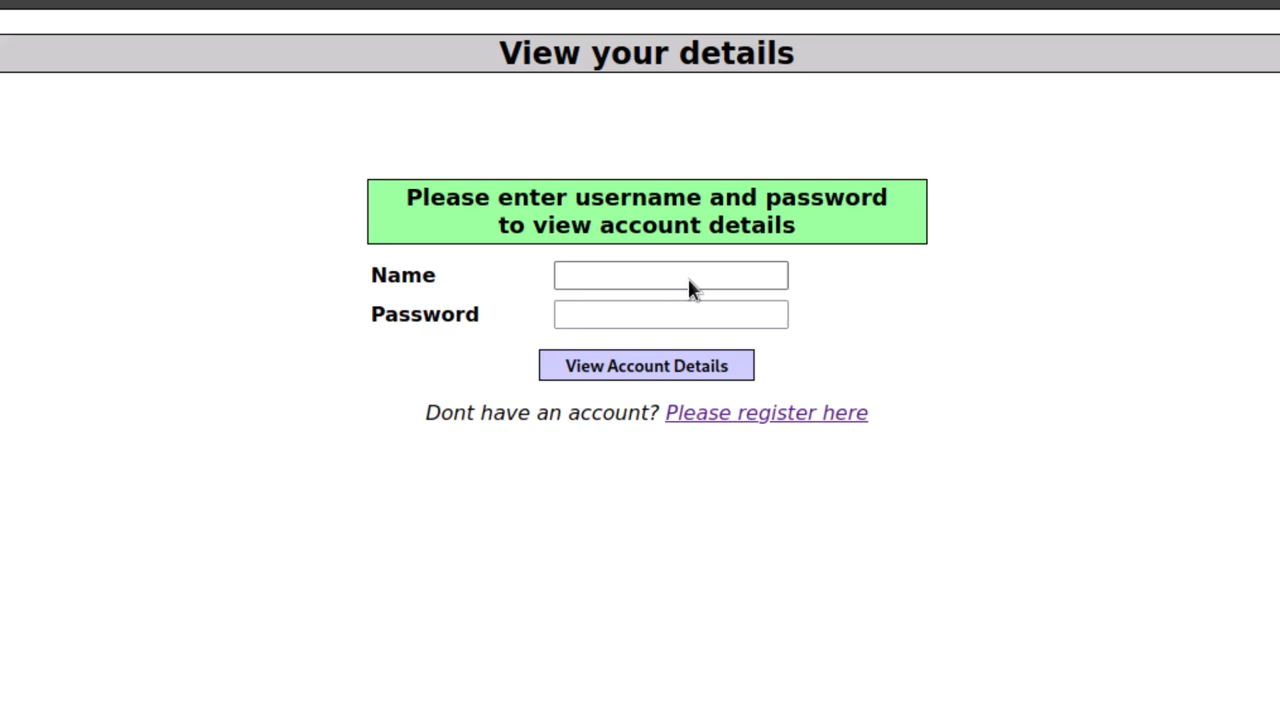 View your details
Please enter username and password
to view account details
Name
Password
View Account Details
Dont have an account? Please register here